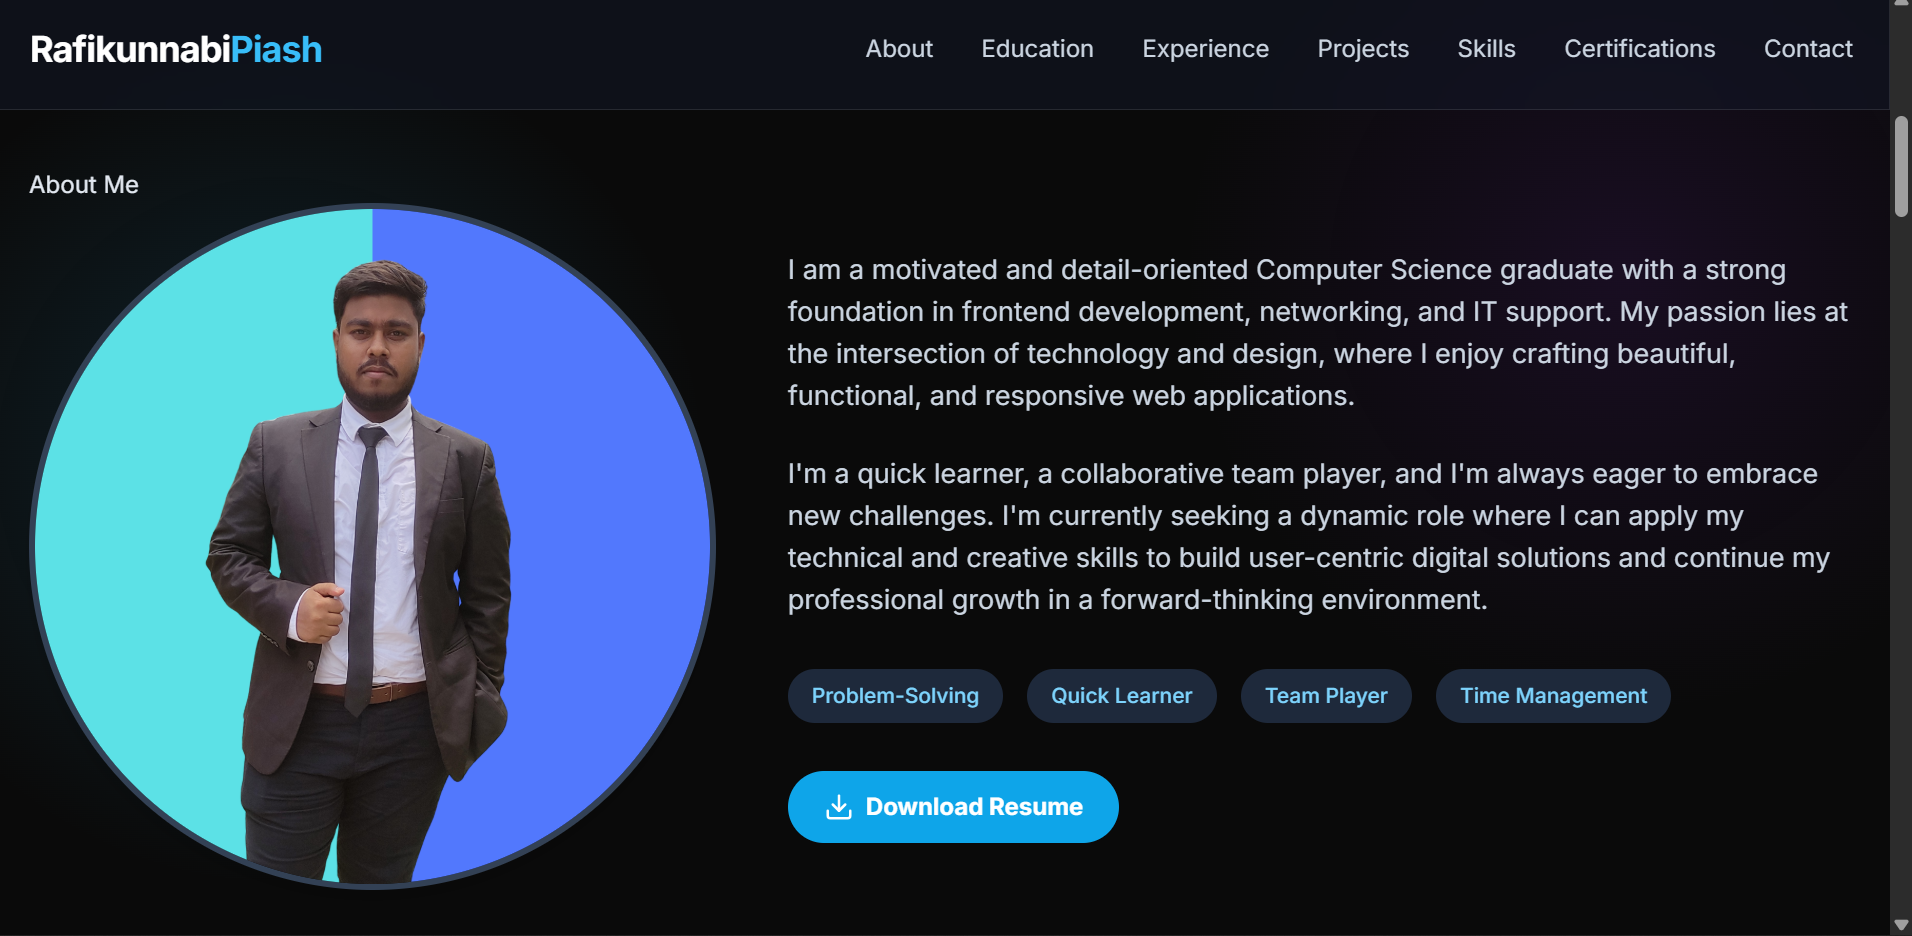 RafikunnabiPiash
About Education Experience Projects Skills Certifications Contact
About Me
I am a motivated and detail-oriented Computer Science graduate with a strong
foundation in frontend development, networking, and IT support. My passion lies at
the intersection of technology and design, where I enjoy crafting beautiful,
functional, and responsive web applications.
I'm a quick learner, a collaborative team player, and I'm always eager to embrace
new challenges. I'm currently seeking a dynamic role where I can apply my
technical and creative skills to build user-centric digital solutions and continue my
professional growth in a forward-thinking environment.
Problem-Solving Quick Learner Team Player Time Management
Download Resume